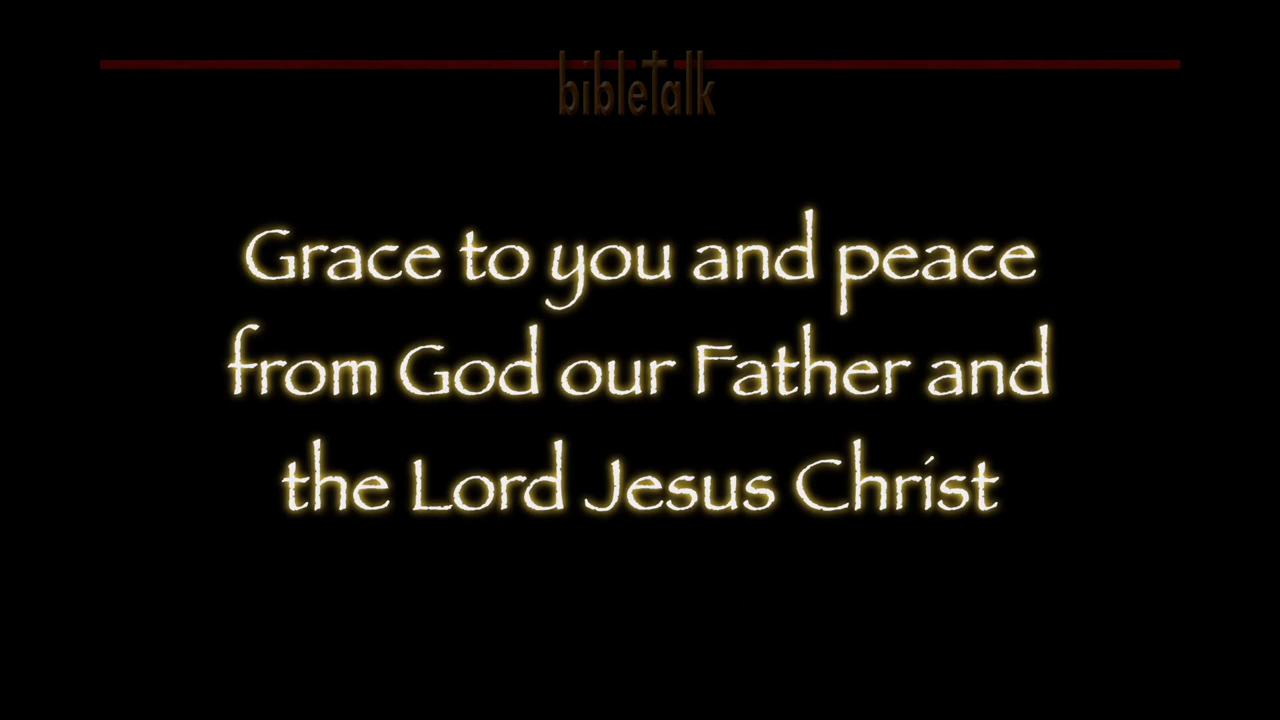 bibletalk
Grace to you and peace
from God our Father and
the Lord Jesus Christ